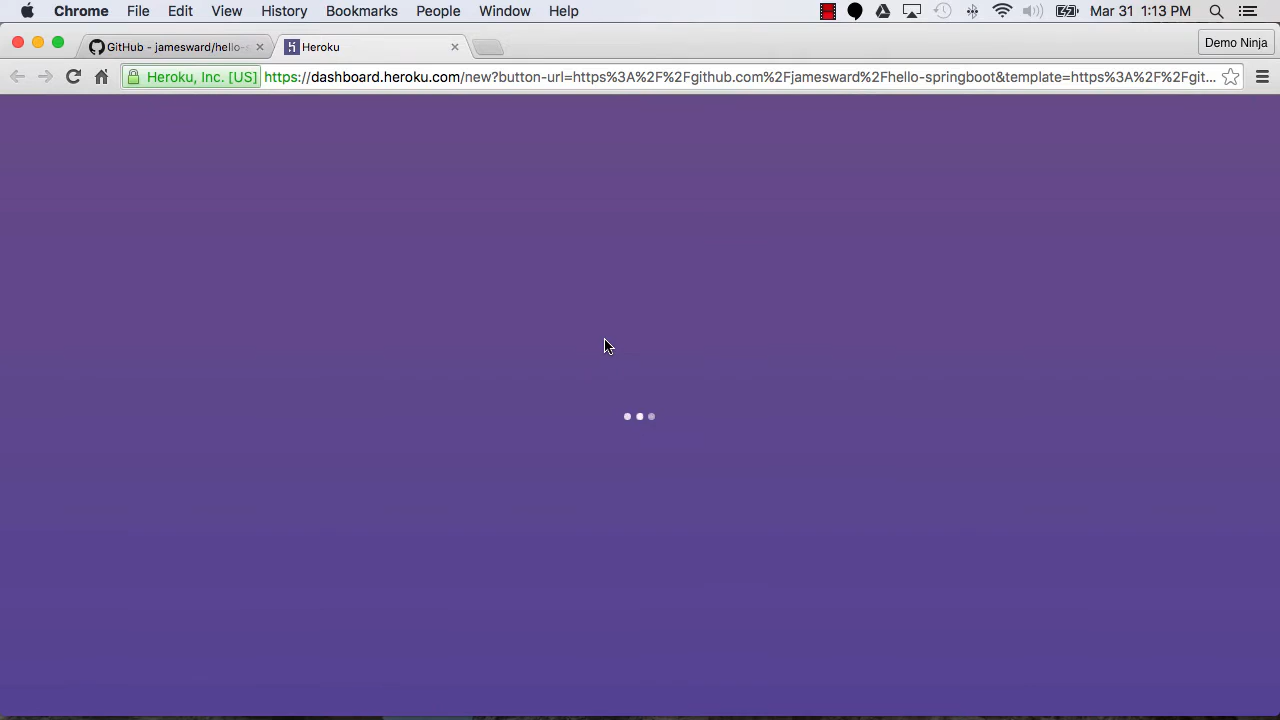 Chrome File Edit View History Bookmarks People Window Help Mar 31 1:13 PM
GitHub - jamesward/hello-s Heroku Demo Ninja
Heroku, Inc. [US] https://dashboard.heroku.com/new?button-url=https%3A%2F%2Fgithub.com%2Fjamesward%2Fhello-springboot&template=https%3A%2F%2Fgit...